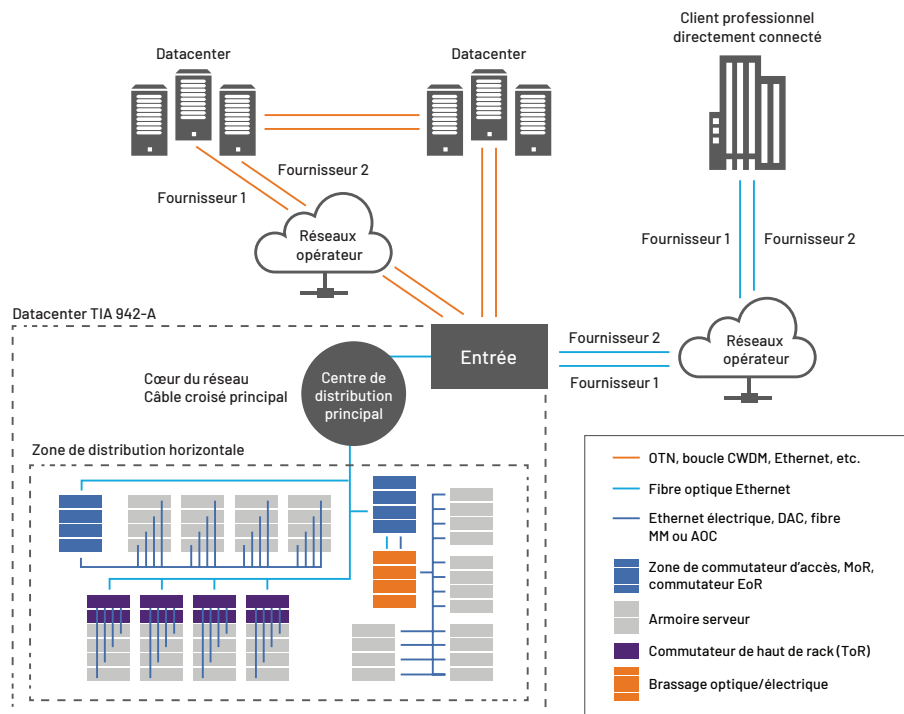 Client professionnel
directement connecté
Datacenter
Datacenter
Fournisseur 2
Fournisseur 1
Réseaux
opérateur
Fournisseur 1
Fournisseur 2
Datacenter TIA 942-A
Entrée
Fournisseur 2
Fournisseur 1
Réseaux
opérateur
Cœur du réseau
Câble croisé principal
Centre de
distribution
principal
Zone de distribution horizontale
OTN, boucle CWDM, Ethernet, etc.
Fibre optique Ethernet
Ethernet électrique, DAC, fibre
MM ou AOC
Zone de commutateur d'accès, MoR,
commutateur EoR
Armoire serveur
Commutateur de haut de rack (ToR)
Brassage optique/électrique